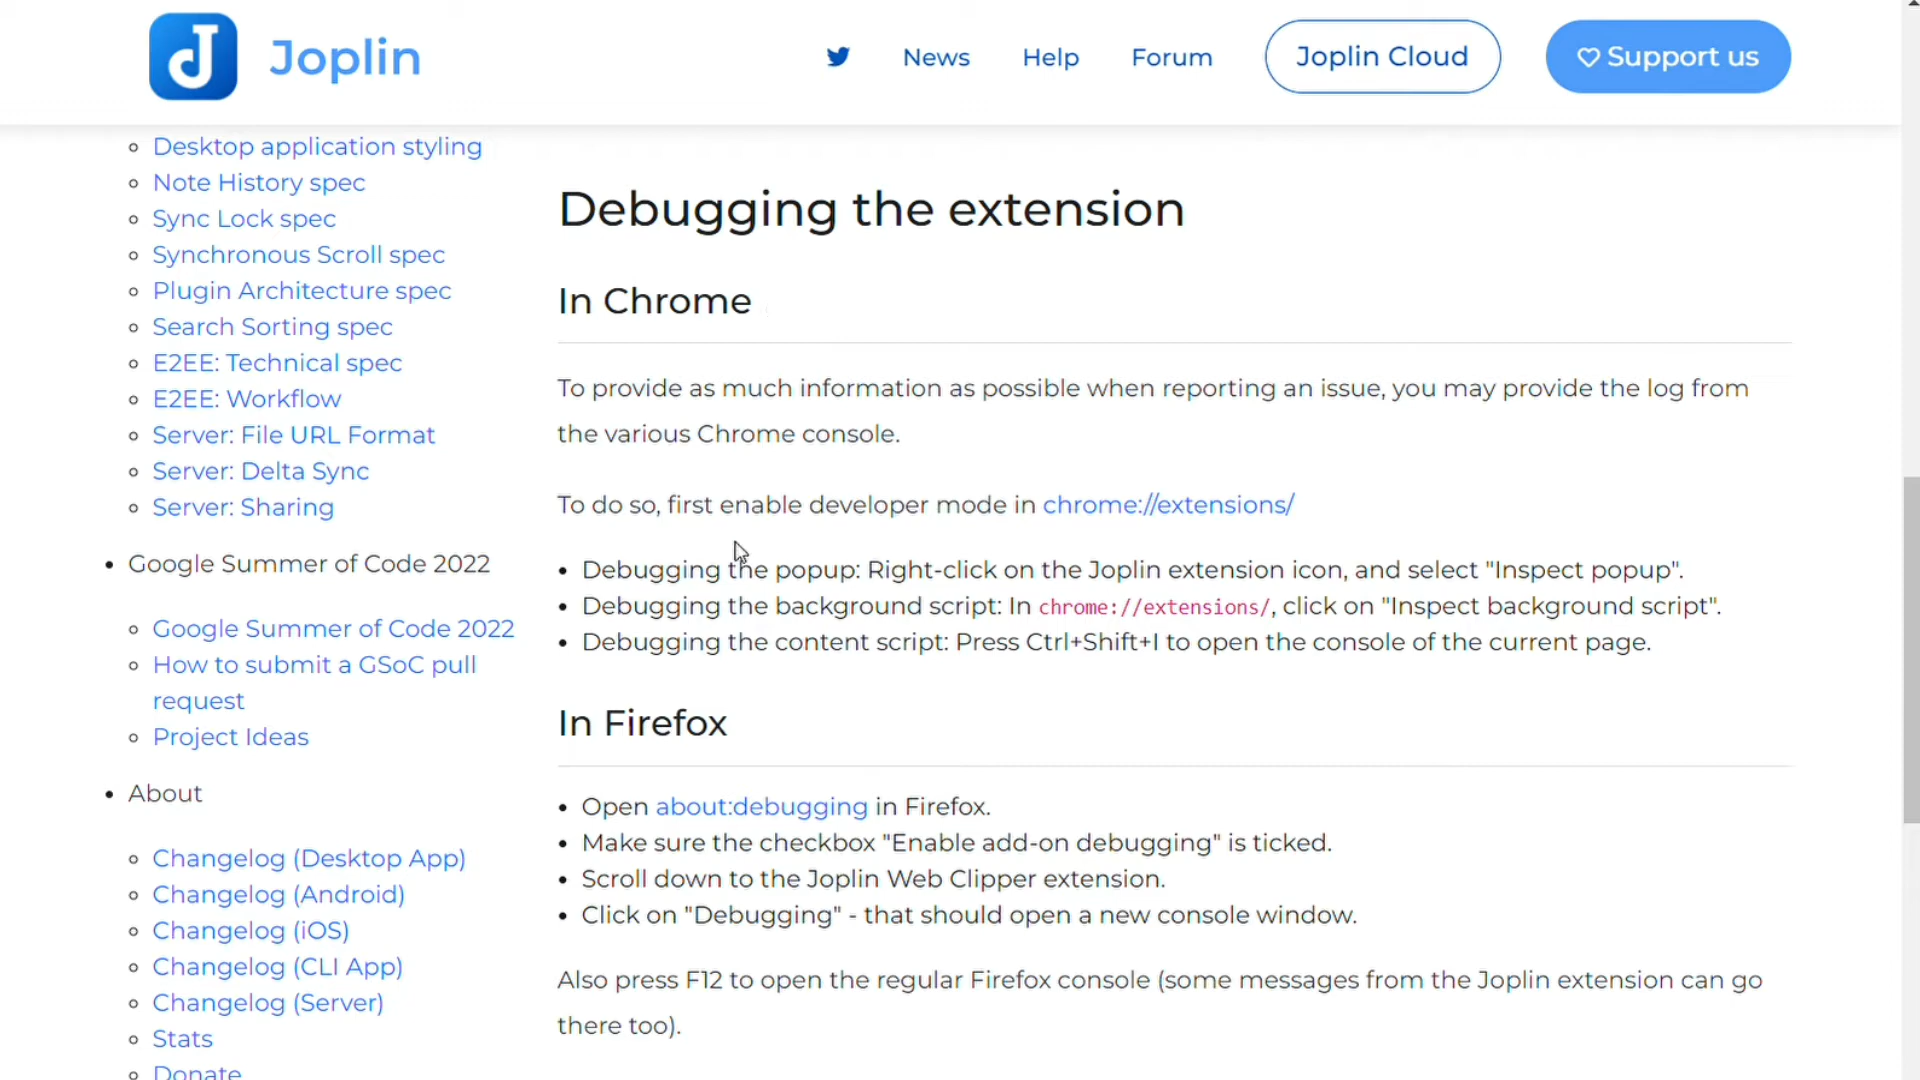 Joplin
News
Help
Forum
Joplin Cloud
Support us
Desktop application styling
Note History spec
Sync Lock spec
Synchronous Scroll spec
Plugin Architecture spec
Search Sorting spec
E2EE: Technical spec
E2EE: Workflow
Server: File URL Format
Server: Delta Sync
Server: Sharing
Google Summer of Code 2022
Google Summer of Code 2022
How to submit a GSoC pull
request
Project Ideas
About
Changelog (Desktop App)
Changelog (Android)
Changelog (iOS)
Changelog (CLI App)
Changelog (Server)
Stats
Donate
Debugging the extension
In Chrome
To provide as much information as possible when reporting an issue, you may provide the log from
the various Chrome console.
To do so, first enable developer mode in chrome://extensions/
Debugging the popup: Right-click on the Joplin extension icon, and select "Inspect popup".
Debugging the background script: In chrome://extensions/, click on "Inspect background script".
Debugging the content script: Press Ctrl+Shift+I to open the console of the current page.
In Firefox
Open about:debugging in Firefox.
Make sure the checkbox "Enable add-on debugging" is ticked.
Scroll down to the Joplin Web Clipper extension.
Click on "Debugging" - that should open a new console window.
Also press F12 to open the regular Firefox console (some messages from the Joplin extension can go
there too).